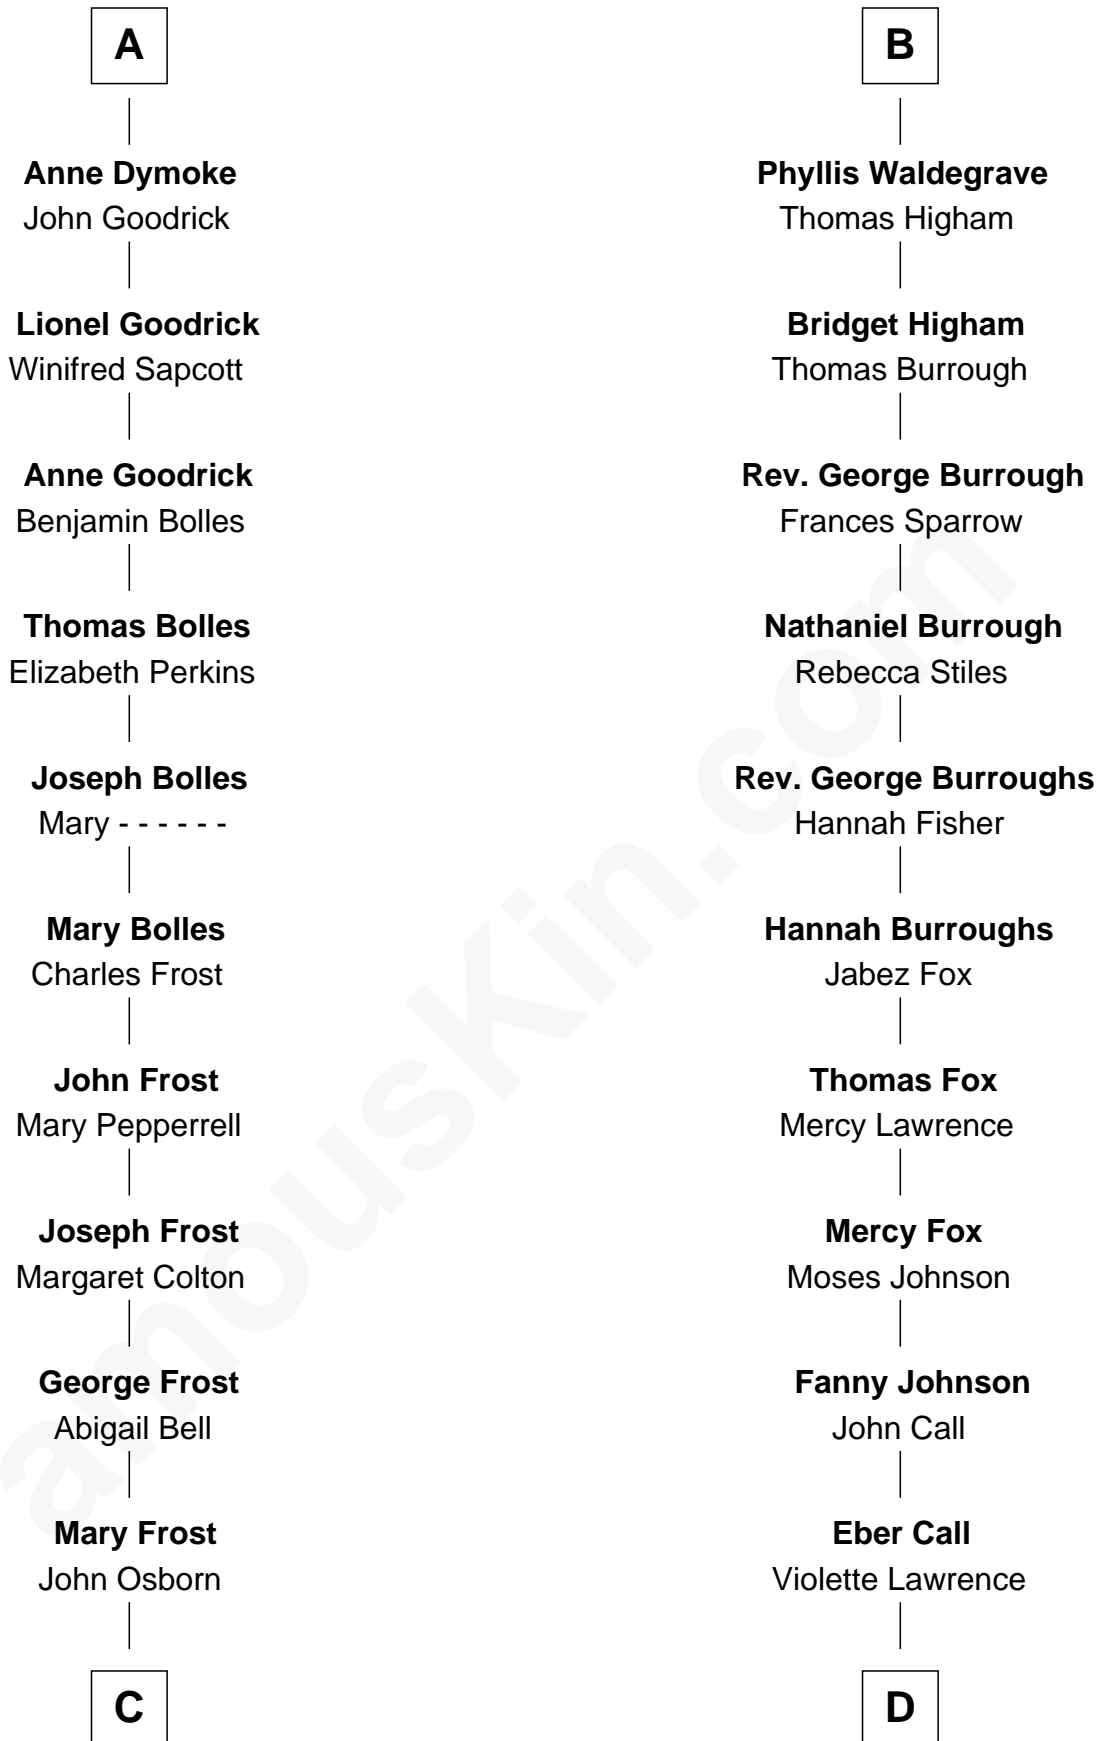 A
Anne Dymoke
John Goodrick
Lionel Goodrick
Winifred Sapcott
Anne Goodrick
Benjamin Bolles
Thomas Bolles
Elizabeth Perkins
Joseph Bolles
Mary - - - - - -
Mary Bolles
Charles Frost
John Frost
Mary Pepperrell
Joseph Frost
Margaret Colton
George Frost
Abigail Bell
Mary Frost
John Osborn
C
B
Phyllis Waldegrave
Thomas Higham
Bridget Higham
Thomas Burrough
Rev. George Burrough
Frances Sparrow
Nathaniel Burrough
Rebecca Stiles
Rev. George Burroughs
Hannah Fisher
Hannah Burroughs
Jabez Fox
Thomas Fox
Mercy Lawrence
Mercy Fox
Moses Johnson
Fanny Johnson
John Call
Eber Call
Violette Lawrence
D
amouskin.com